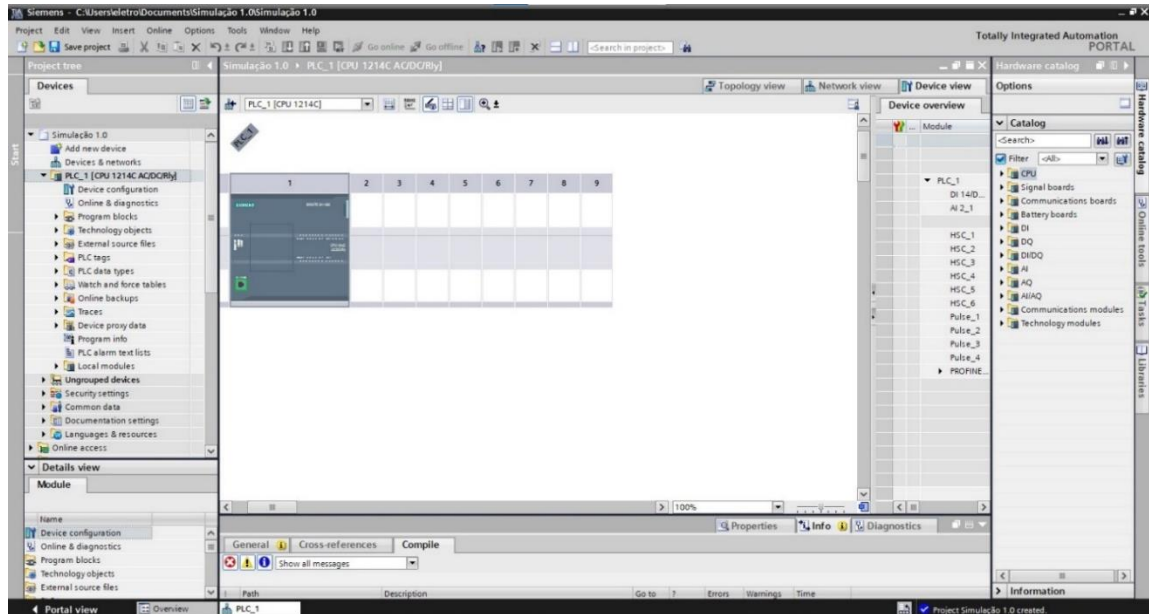 Siemens - C:\Users\eletro\Documents\Simulação 1.0\Simulação 1.0
Project Edit View Insert Online Options Tools Window Help
Totally Integrated Automation
PORTAL
Save project Go online Go offline <Search in project>
Project tree
Simulação 1.0 PLC_1 [CPU 1214C AC/DC/Rly]
Hardware catalog
Devices
Topology view Network view Device view
Options
PLC_1 [CPU 1214C]
Device overview
... Module
Catalog
<Search>
Filter <All>
Start
Simulação 1.0
Add new device
Devices & networks
PLC_1 [CPU 1214C AC/DC/Rly]
Device configuration
Online & diagnostics
Program blocks
Technology objects
External source files
PLC tags
PLC data types
Watch and force tables
Online backups
Traces
Device proxy data
Program info
PLC alarm text lists
Local modules
Ungrouped devices
Security settings
Common data
Documentation settings
Languages & resources
Online access
PLC_1
1 2 3 4 5 6 7 8 9
SIEMENS
PLC_1
DI 14/D...
AI 2_1
HSC_1
HSC_2
HSC_3
HSC_4
HSC_5
HSC_6
Pulse_1
Pulse_2
Pulse_3
Pulse_4
PROFINE...
CPU
Signal boards
Communications boards
Battery boards
DI
DQ
DI/DQ
AI
AQ
AI/AQ
Communications modules
Technology modules
Hardware catalog
Online tools
Tasks
Libraries
Details view
Module
Name
Device configuration
Online & diagnostics
Program blocks
Technology objects
External source files
100%
Properties Info Diagnostics
General Cross-references Compile
Show all messages
! Path Description Go to ? Errors Warnings Time
Information
Portal view Overview PLC_1
Project Simulação 1.0 created.